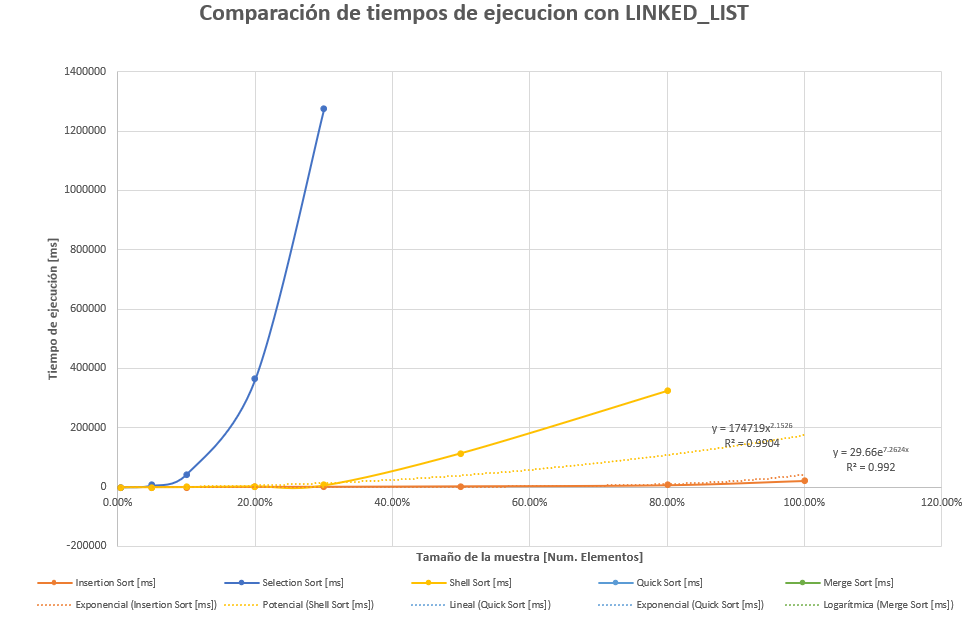 Comparación de tiempos de ejecucion con LINKED_LIST
1400000
1200000
1000000
800000
600000
400000
200000
0
-200000
Tiempo de ejecución [ms]
y = 174719x^2.1526
R² = 0.9904
y = 29.66e^7.2624x
R² = 0.992
0.00% 20.00% 40.00% 60.00% 80.00% 100.00% 120.00%
Tamaño de la muestra [Num. Elementos]
Insertion Sort [ms] Selection Sort [ms] Shell Sort [ms] Quick Sort [ms] Merge Sort [ms]
Exponencial (Insertion Sort [ms]) Potencial (Shell Sort [ms]) Lineal (Quick Sort [ms]) Exponencial (Quick Sort [ms]) Logarítmica (Merge Sort [ms])